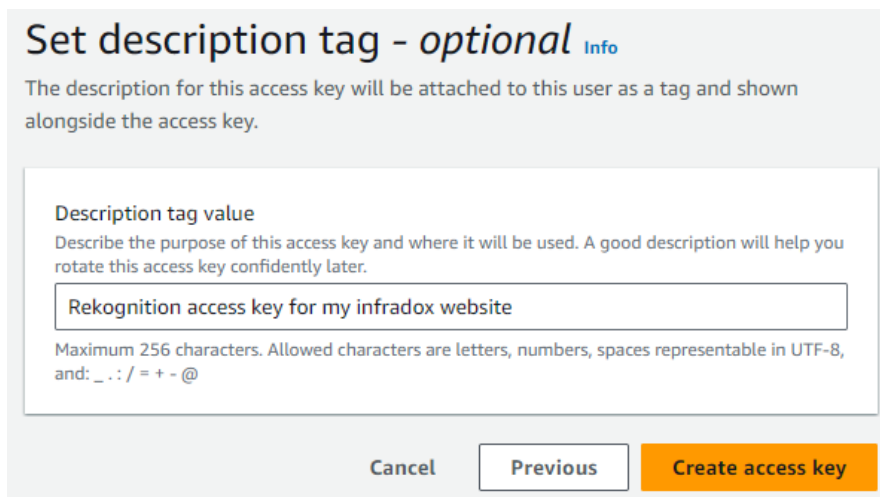 Set description tag - optional Info
The description for this access key will be attached to this user as a tag and shown
alongside the access key.
Description tag value
Describe the purpose of this access key and where it will be used. A good description will help you
rotate this access key confidently later.
Rekognition access key for my infradox website
Maximum 256 characters. Allowed characters are letters, numbers, spaces representable in UTF-8,
and: _ . : / = + - @
Cancel Previous Create access key